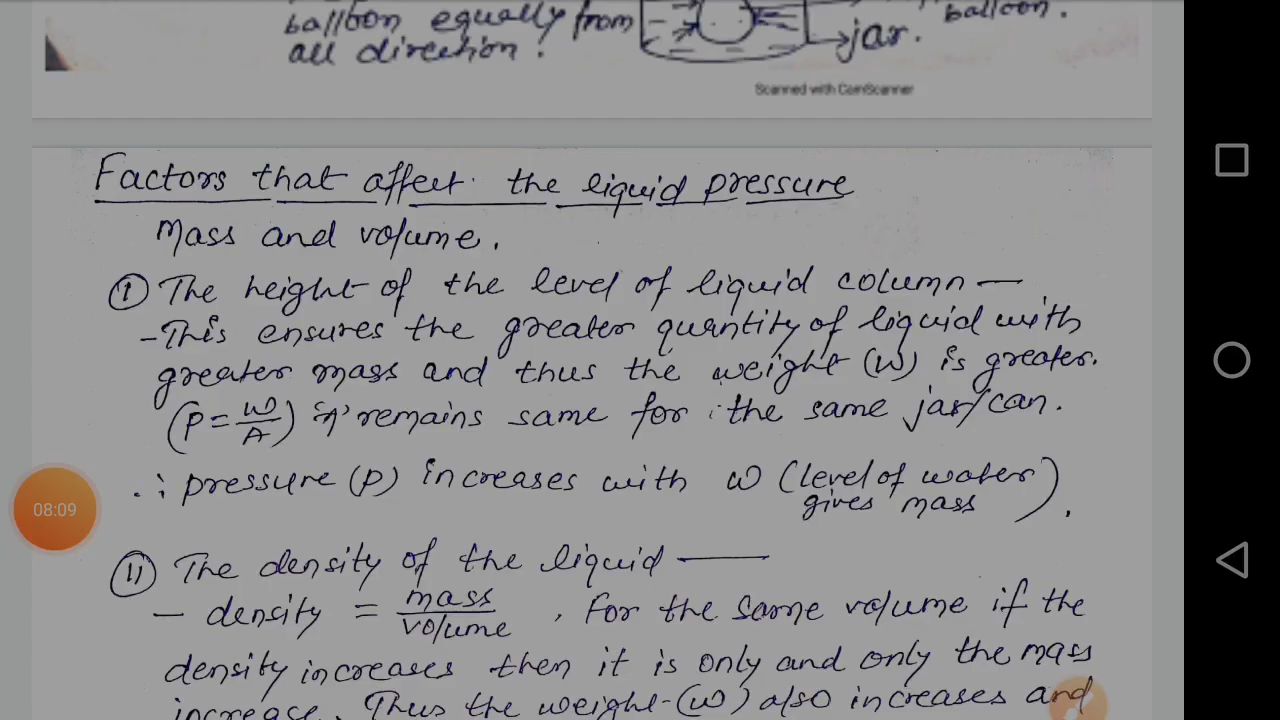 balloon equally from
all direction.
jar.
balloon.
Scanned with CamScanner
Factors that affect the liquid pressure
Mass and volume.
(I) The height of the level of liquid column —
- This ensures the greater quantity of liquid with
greater mass and thus the weight (W) is greater.
(P = W/A) 'A' remains same for the same jar/can.
∴ pressure (P) increases with W (level of water gives mass).
08:09
(II) The density of the liquid —
- density = mass/volume, For the same volume if the
density increases then it is only and only the mass
increase. Thus the weight (W) also increases and